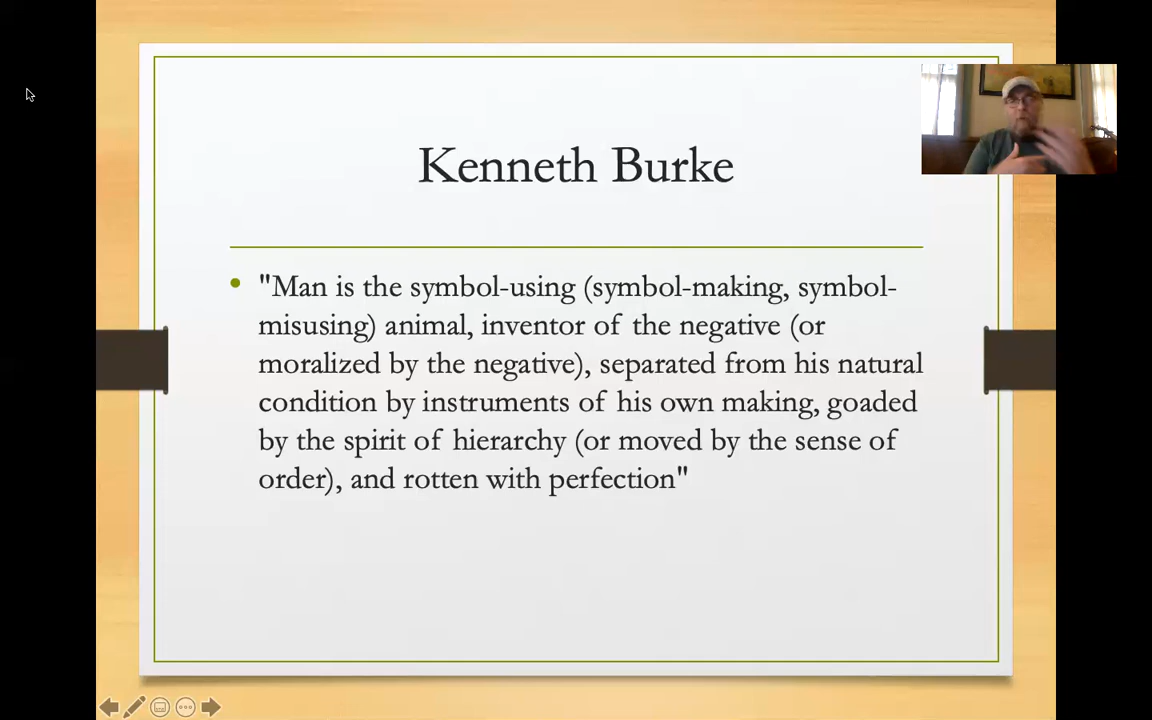 Kenneth Burke
"Man is the symbol-using (symbol-making, symbol-
misusing) animal, inventor of the negative (or
moralized by the negative), separated from his natural
condition by instruments of his own making, goaded
by the spirit of hierarchy (or moved by the sense of
order), and rotten with perfection"